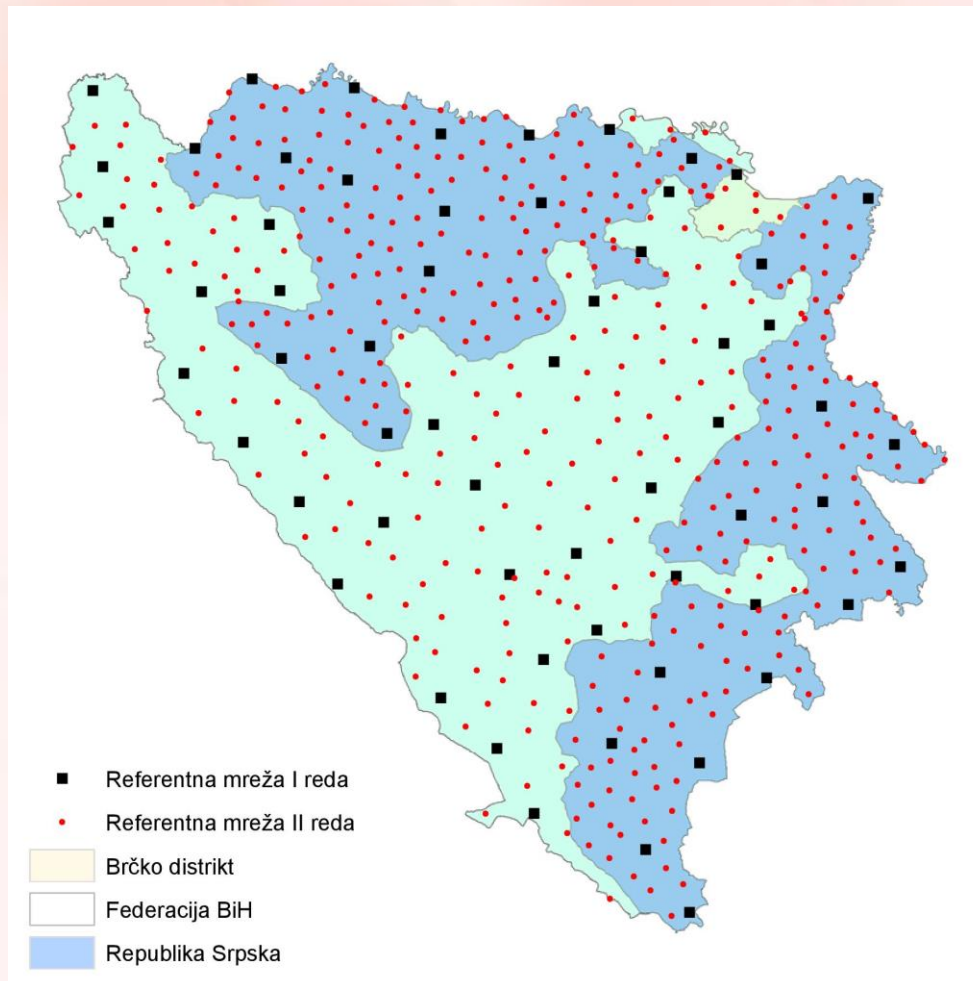 Referentna mreža I reda
Referentna mreža II reda
Brčko distrikt
Federacija BiH
Republika Srpska